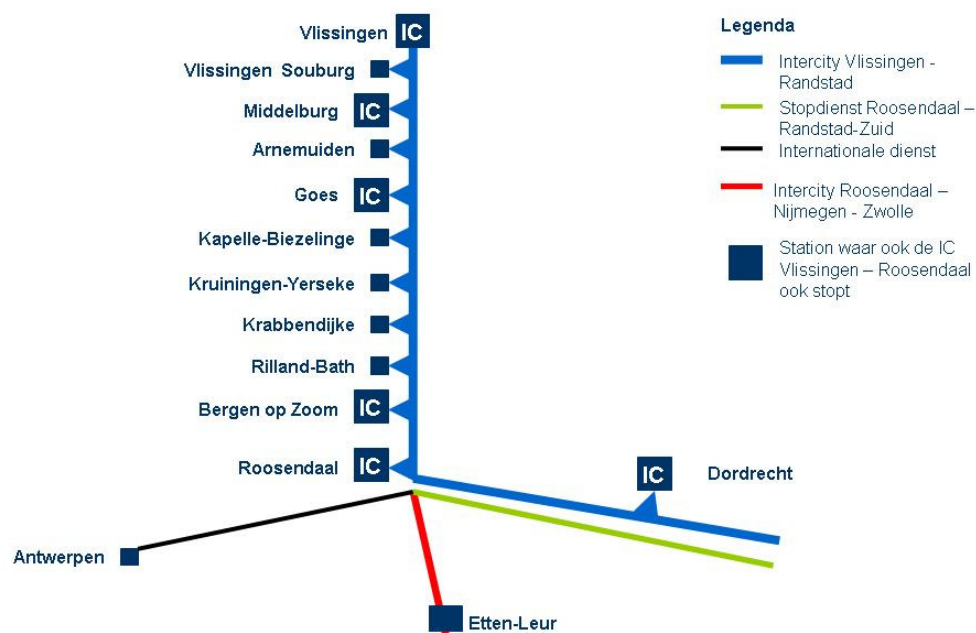 Vlissingen IC
Vlissingen Souburg
Middelburg IC
Arnemuiden
Goes IC
Kapelle-Biezelinge
Kruiningen-Yerseke
Krabbendijke
Rilland-Bath
Bergen op Zoom IC
Roosendaal IC
IC Dordrecht
Antwerpen
Etten-Leur
Legenda
Intercity Vlissingen -
Randstad
Stopdienst Roosendaal –
Randstad-Zuid
Internationale dienst
Intercity Roosendaal –
Nijmegen - Zwolle
Station waar ook de IC
Vlissingen – Roosendaal
ook stopt